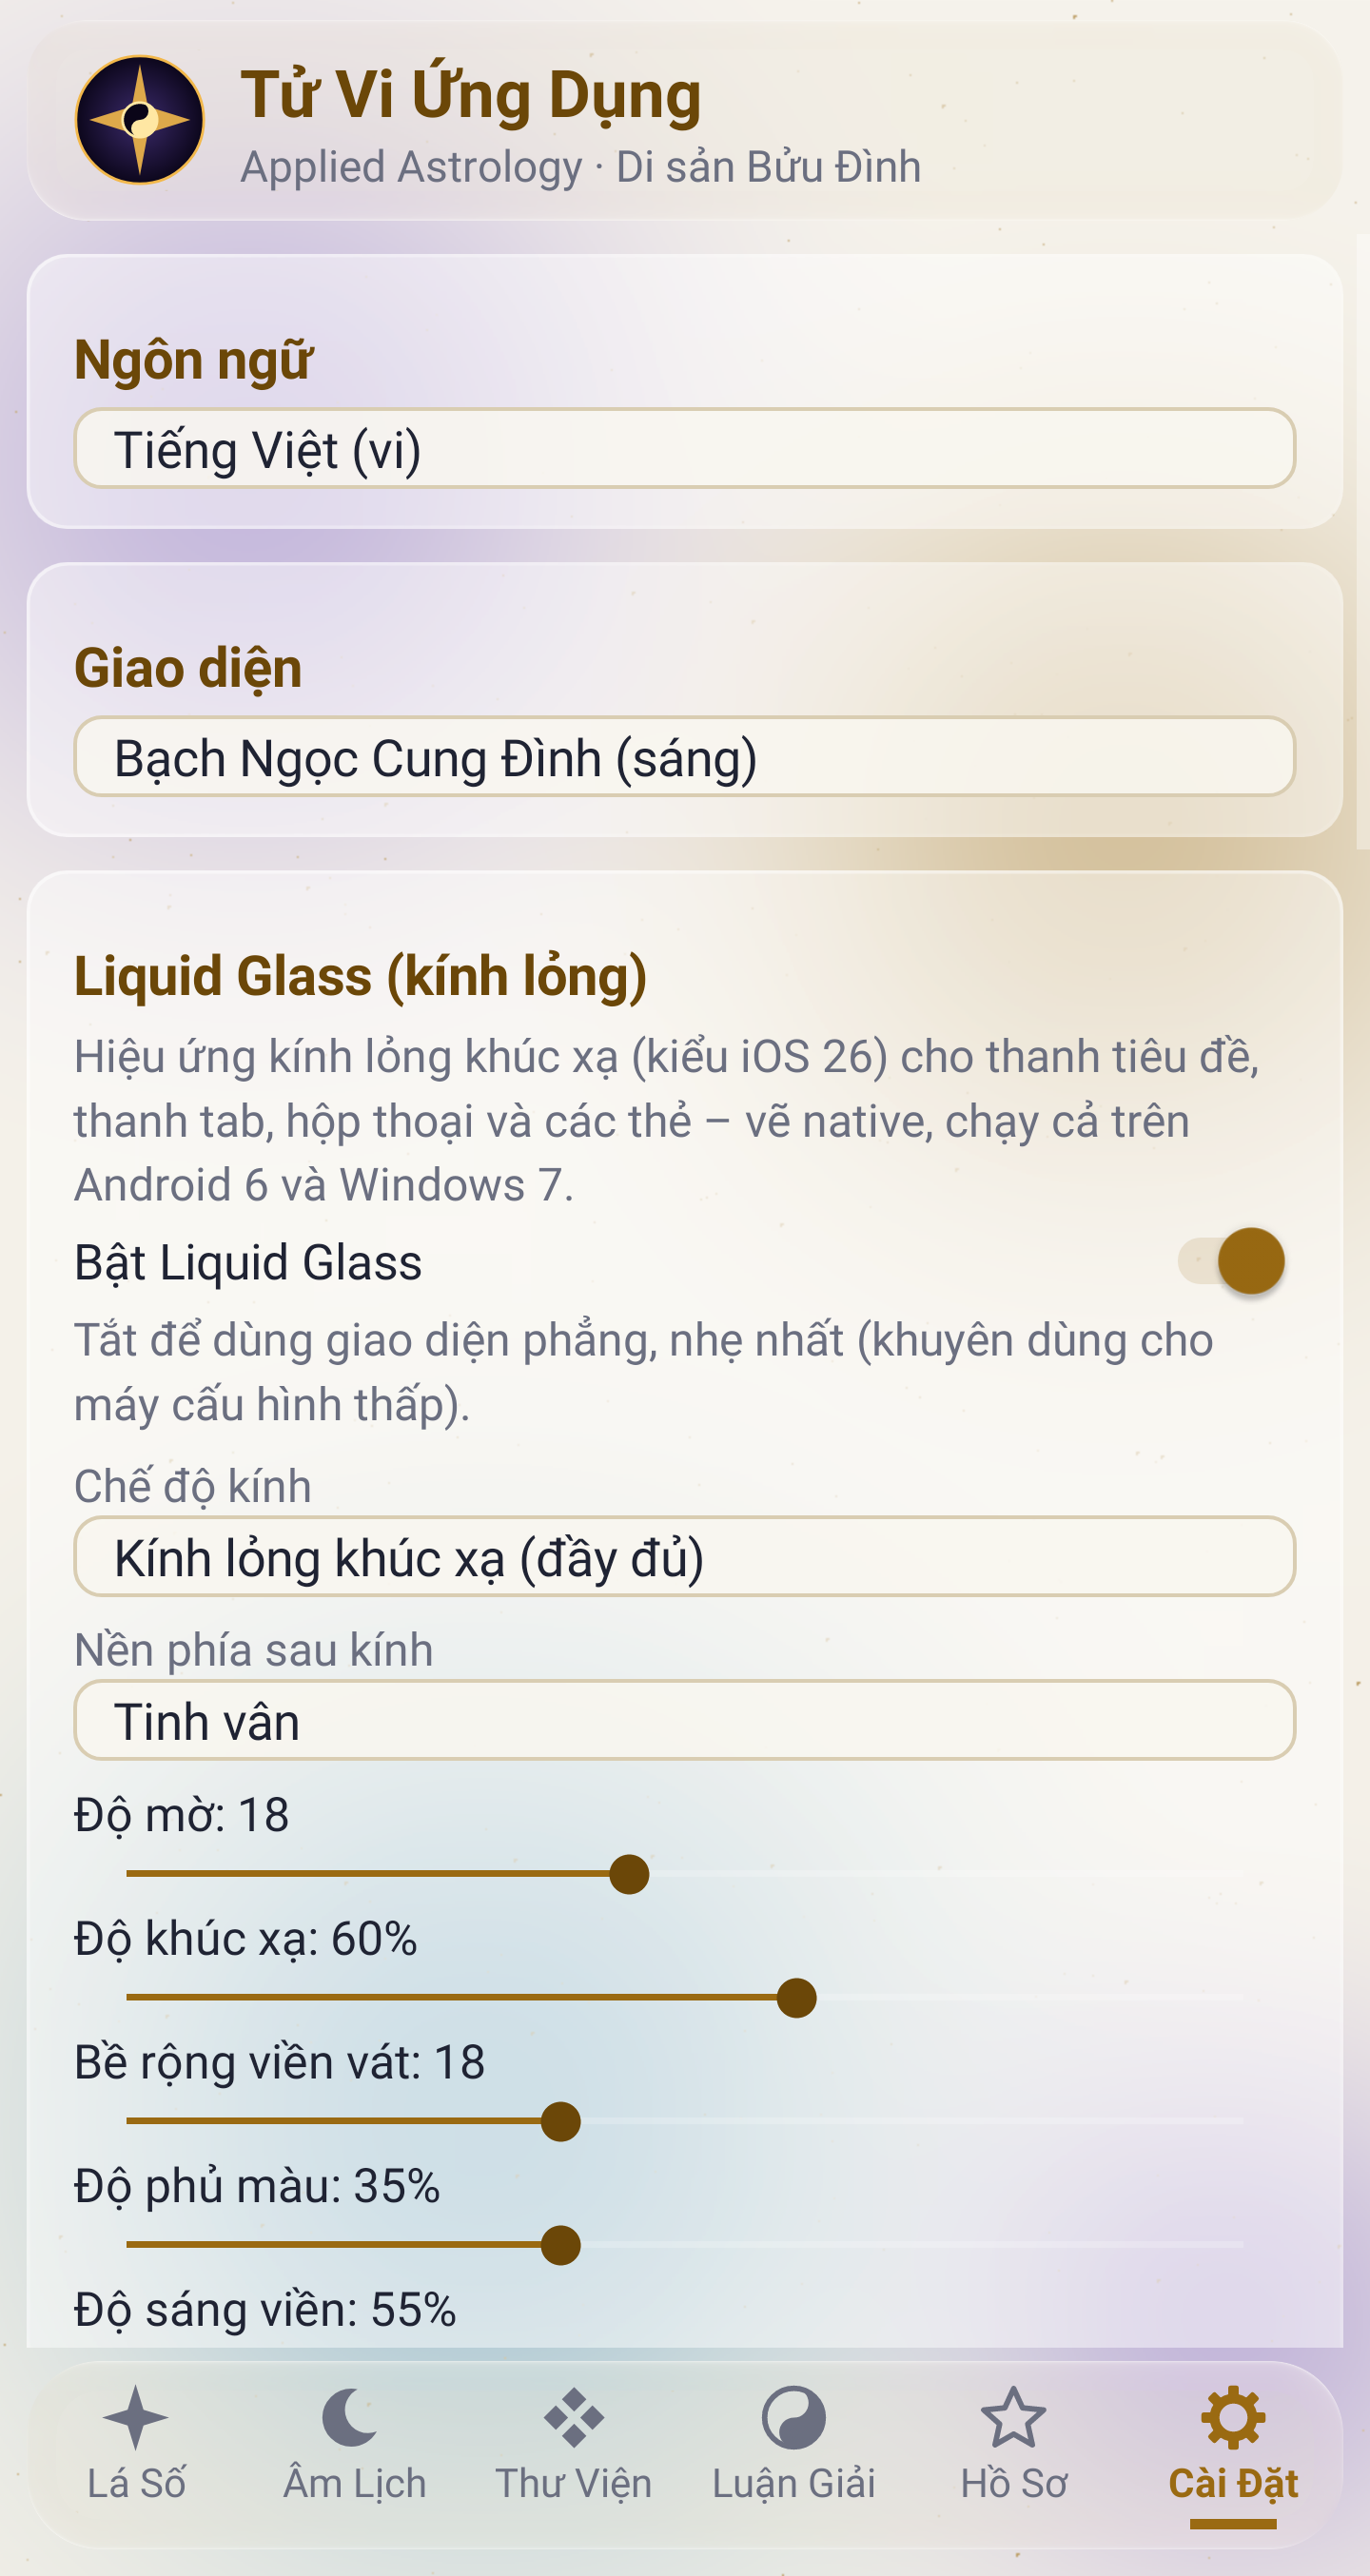 Tử Vi Ứng Dụng
Applied Astrology · Di sản Bửu Đình
Ngôn ngữ
Tiếng Việt (vi)
Giao diện
Bạch Ngọc Cung Đình (sáng)
Liquid Glass (kính lỏng)
Hiệu ứng kính lỏng khúc xạ (kiểu iOS 26) cho thanh tiêu đề,
thanh tab, hộp thoại và các thẻ – vẽ native, chạy cả trên
Android 6 và Windows 7.
Bật Liquid Glass
Tắt để dùng giao diện phẳng, nhẹ nhất (khuyên dùng cho
máy cấu hình thấp).
Chế độ kính
Kính lỏng khúc xạ (đầy đủ)
Nền phía sau kính
Tinh vân
Độ mờ: 18
Độ khúc xạ: 60%
Bề rộng viền vát: 18
Độ phủ màu: 35%
Độ sáng viền: 55%
Lá Số
Âm Lịch
Thư Viện
Luận Giải
Hồ Sơ
Cài Đặt